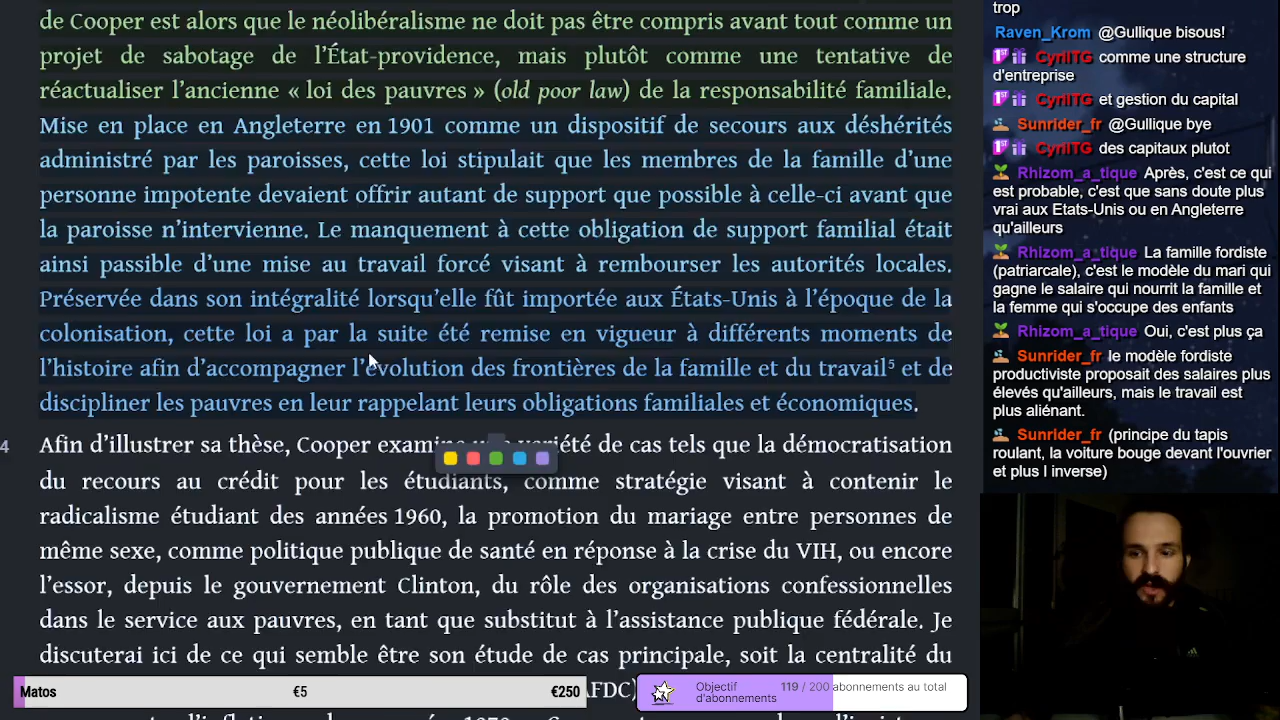 de Cooper est alors que le néolibéralisme ne doit pas être compris avant tout comme un
projet de sabotage de l’État-providence, mais plutôt comme une tentative de
réactualiser l’ancienne « loi des pauvres » (old poor law) de la responsabilité familiale.
Mise en place en Angleterre en 1901 comme un dispositif de secours aux déshérités
administré par les paroisses, cette loi stipulait que les membres de la famille d’une
personne impotente devaient offrir autant de support que possible à celle-ci avant que
la paroisse n’intervienne. Le manquement à cette obligation de support familial était
ainsi passible d’une mise au travail forcé visant à rembourser les autorités locales.
Préservée dans son intégralité lorsqu’elle fût importée aux États-Unis à l’époque de la
colonisation, cette loi a par la suite été remise en vigueur à différents moments de
l’histoire afin d’accompagner l’évolution des frontières de la famille et du travail⁵ et de
discipliner les pauvres en leur rappelant leurs obligations familiales et économiques.
4
Afin d’illustrer sa thèse, Cooper examine une variété de cas tels que la démocratisation
du recours au crédit pour les étudiants, comme stratégie visant à contenir le
radicalisme étudiant des années 1960, la promotion du mariage entre personnes de
même sexe, comme politique publique de santé en réponse à la crise du VIH, ou encore
l’essor, depuis le gouvernement Clinton, du rôle des organisations confessionnelles
dans le service aux pauvres, en tant que substitut à l’assistance publique fédérale. Je
discuterai ici de ce qui semble être son étude de cas principale, soit la centralité du
AFDC)
Matos €5 €250
Objectif
d'abonnements
119 / 200 abonnements au total
trop
Raven_Krom @Gullique bisous!
CyrilTG comme une structure
d'entreprise
CyrilTG et gestion du capital
Sunrider_fr @Gullique bye
CyrilTG des capitaux plutot
Rhizom_a_tique Après, c'est ce qui
est probable, c'est que sans doute plus
vrai aux Etats-Unis ou en Angleterre
qu'ailleurs
Rhizom_a_tique La famille fordiste
(patriarcale), c'est le modèle du mari qui
gagne le salaire qui nourrit la famille et
la femme qui s'occupe des enfants
Rhizom_a_tique Oui, c'est plus ça
Sunrider_fr le modèle fordiste
productiviste proposait des salaires plus
élevés qu'ailleurs, mais le travail est
plus aliénant.
Sunrider_fr (principe du tapis
roulant, la voiture bouge devant l'ouvrier
et plus l inverse)